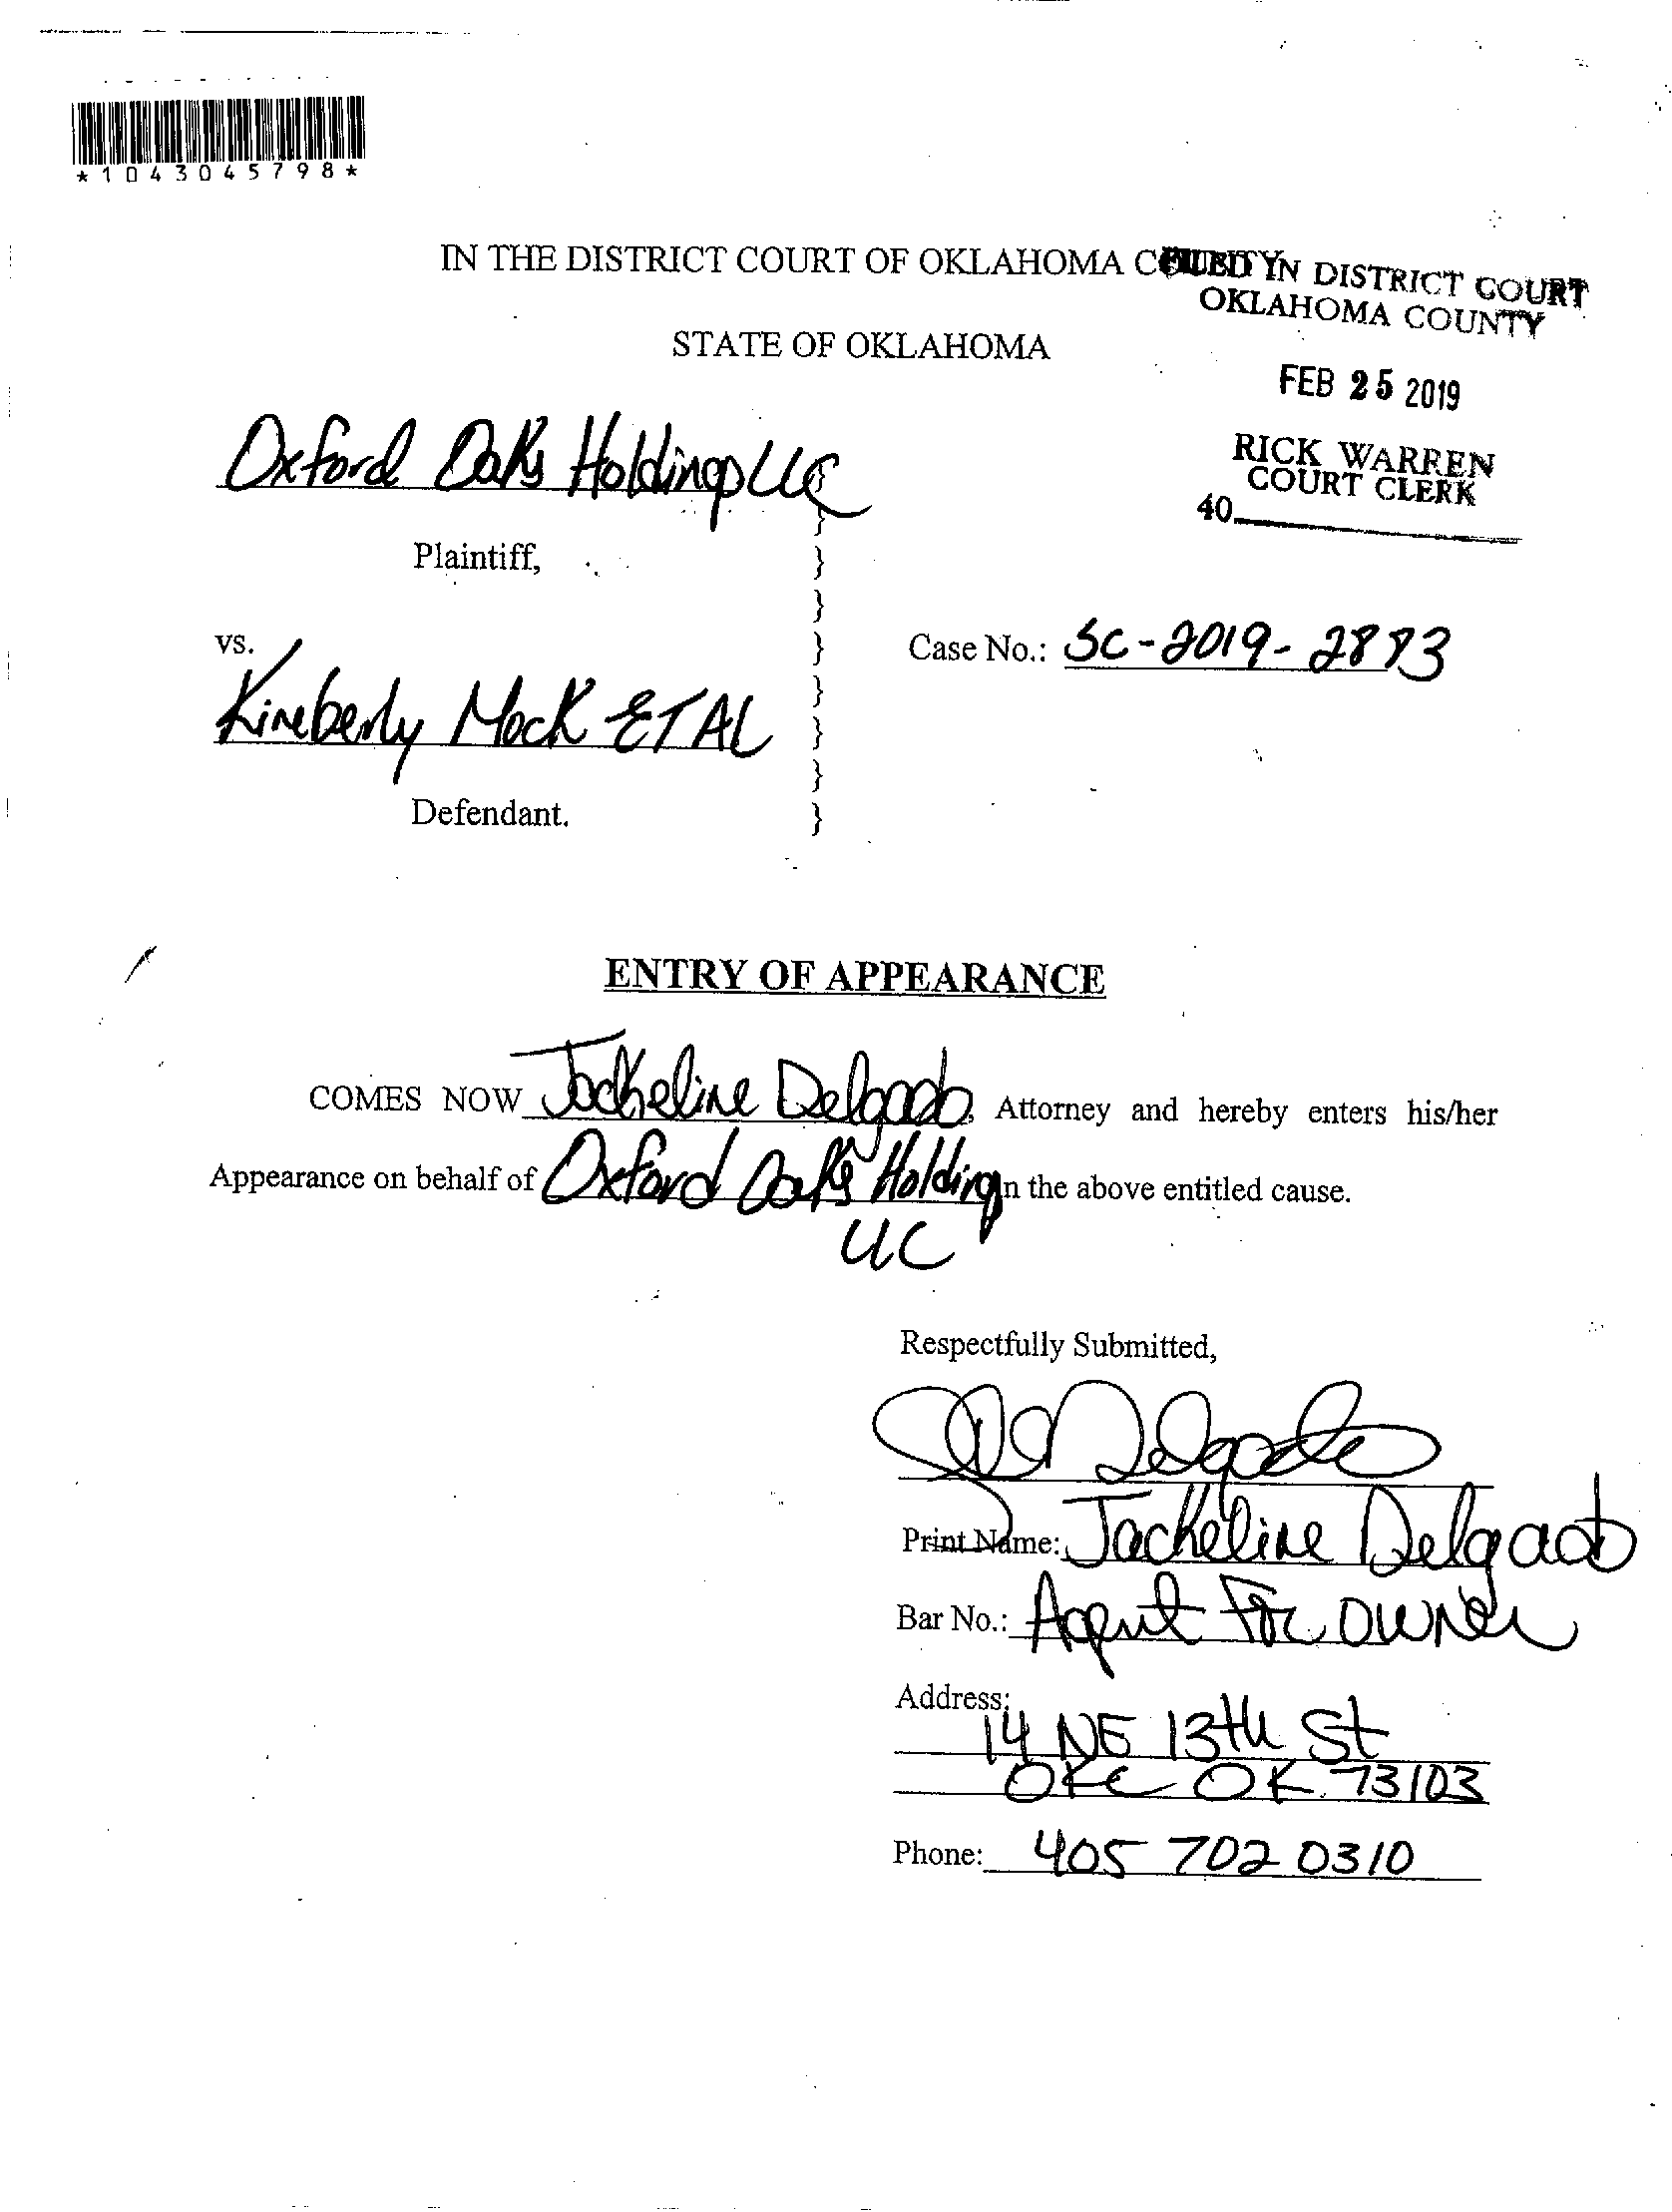 *1043045798*
IN THE DISTRICT COURT OF OKLAHOMA COUNTY
FILED IN DISTRICT COURT
OKLAHOMA COUNTY
STATE OF OKLAHOMA
FEB 25 2019
RICK WARREN
COURT CLERK
40
Oxford Oaks Holdings LLC
Plaintiff,
vs.
Case No.: SC-2019-2883
Kimberly Mock ET AL
Defendant.
ENTRY OF APPEARANCE
COMES NOW Jackeline Delgado, Attorney and hereby enters his/her
Appearance on behalf of Oxford Oaks Holding in the above entitled cause.
LLC
Respectfully Submitted,
Print Name: Jackeline Delgado
Bar No.: Agent For Owner
Address:
14 NE 13th St
OKC OK 73103
Phone: 405 702 0310